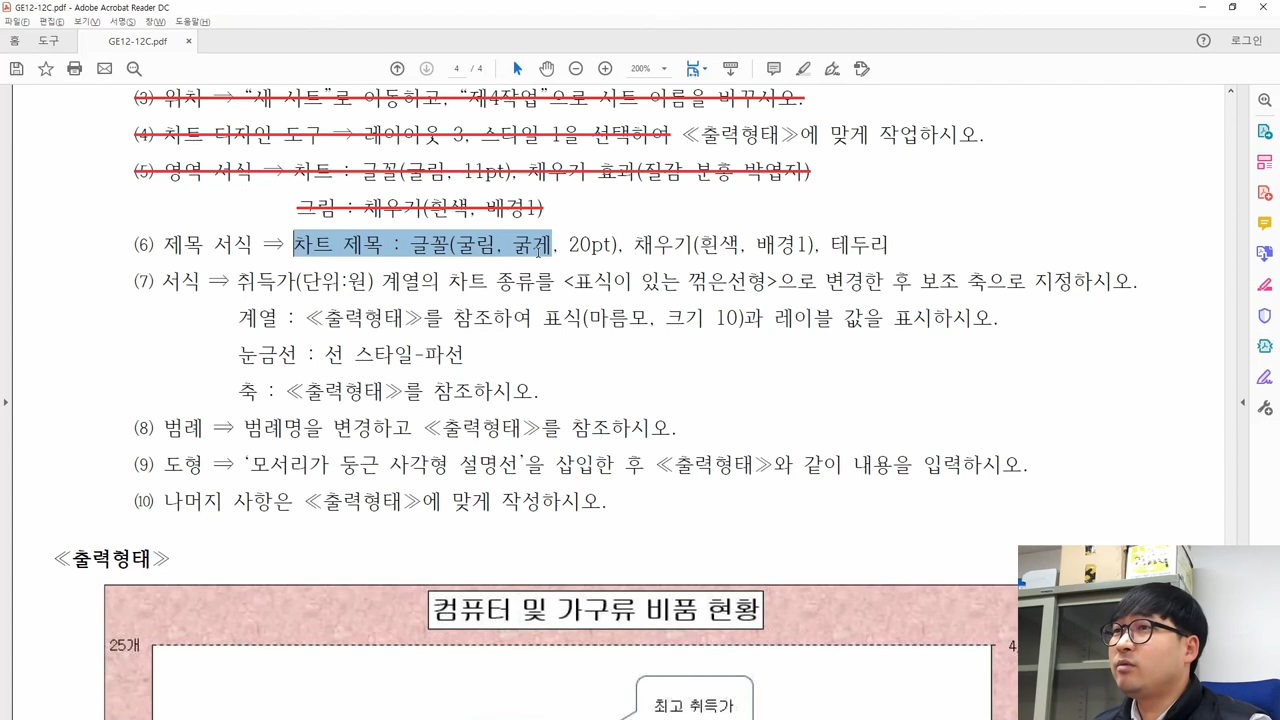 GE12-12C.pdf - Adobe Acrobat Reader DC
파일(F) 편집(E) 보기(V) 서명(S) 창(W) 도움말(H)
홈 도구 GE12-12C.pdf × 로그인
4 / 4 200%
(3) 위치 ⇒ “새 시트”로 이동하고, “제4작업”으로 시트 이름을 바꾸시오.
(4) 차트 디자인 도구 ⇒ 레이아웃 3, 스타일 1을 선택하여 ≪출력형태≫에 맞게 작업하시오.
(5) 영역 서식 ⇒ 차트 : 글꼴(굴림, 11pt), 채우기 효과(질감-분홍 박엽지)
그림 : 채우기(흰색, 배경1)
(6) 제목 서식 ⇒ 차트 제목 : 글꼴(굴림, 굵게, 20pt), 채우기(흰색, 배경1), 테두리
(7) 서식 ⇒ 취득가(단위:원) 계열의 차트 종류를 <표식이 있는 꺾은선형>으로 변경한 후 보조 축으로 지정하시오.
계열 : ≪출력형태≫를 참조하여 표식(마름모, 크기 10)과 레이블 값을 표시하시오.
눈금선 : 선 스타일-파선
축 : ≪출력형태≫를 참조하시오.
(8) 범례 ⇒ 범례명을 변경하고 ≪출력형태≫를 참조하시오.
(9) 도형 ⇒ ‘모서리가 둥근 사각형 설명선’을 삽입한 후 ≪출력형태≫와 같이 내용을 입력하시오.
(10) 나머지 사항은 ≪출력형태≫에 맞게 작성하시오.
≪출력형태≫
컴퓨터 및 가구류 비품 현황
25개
최고 취득가